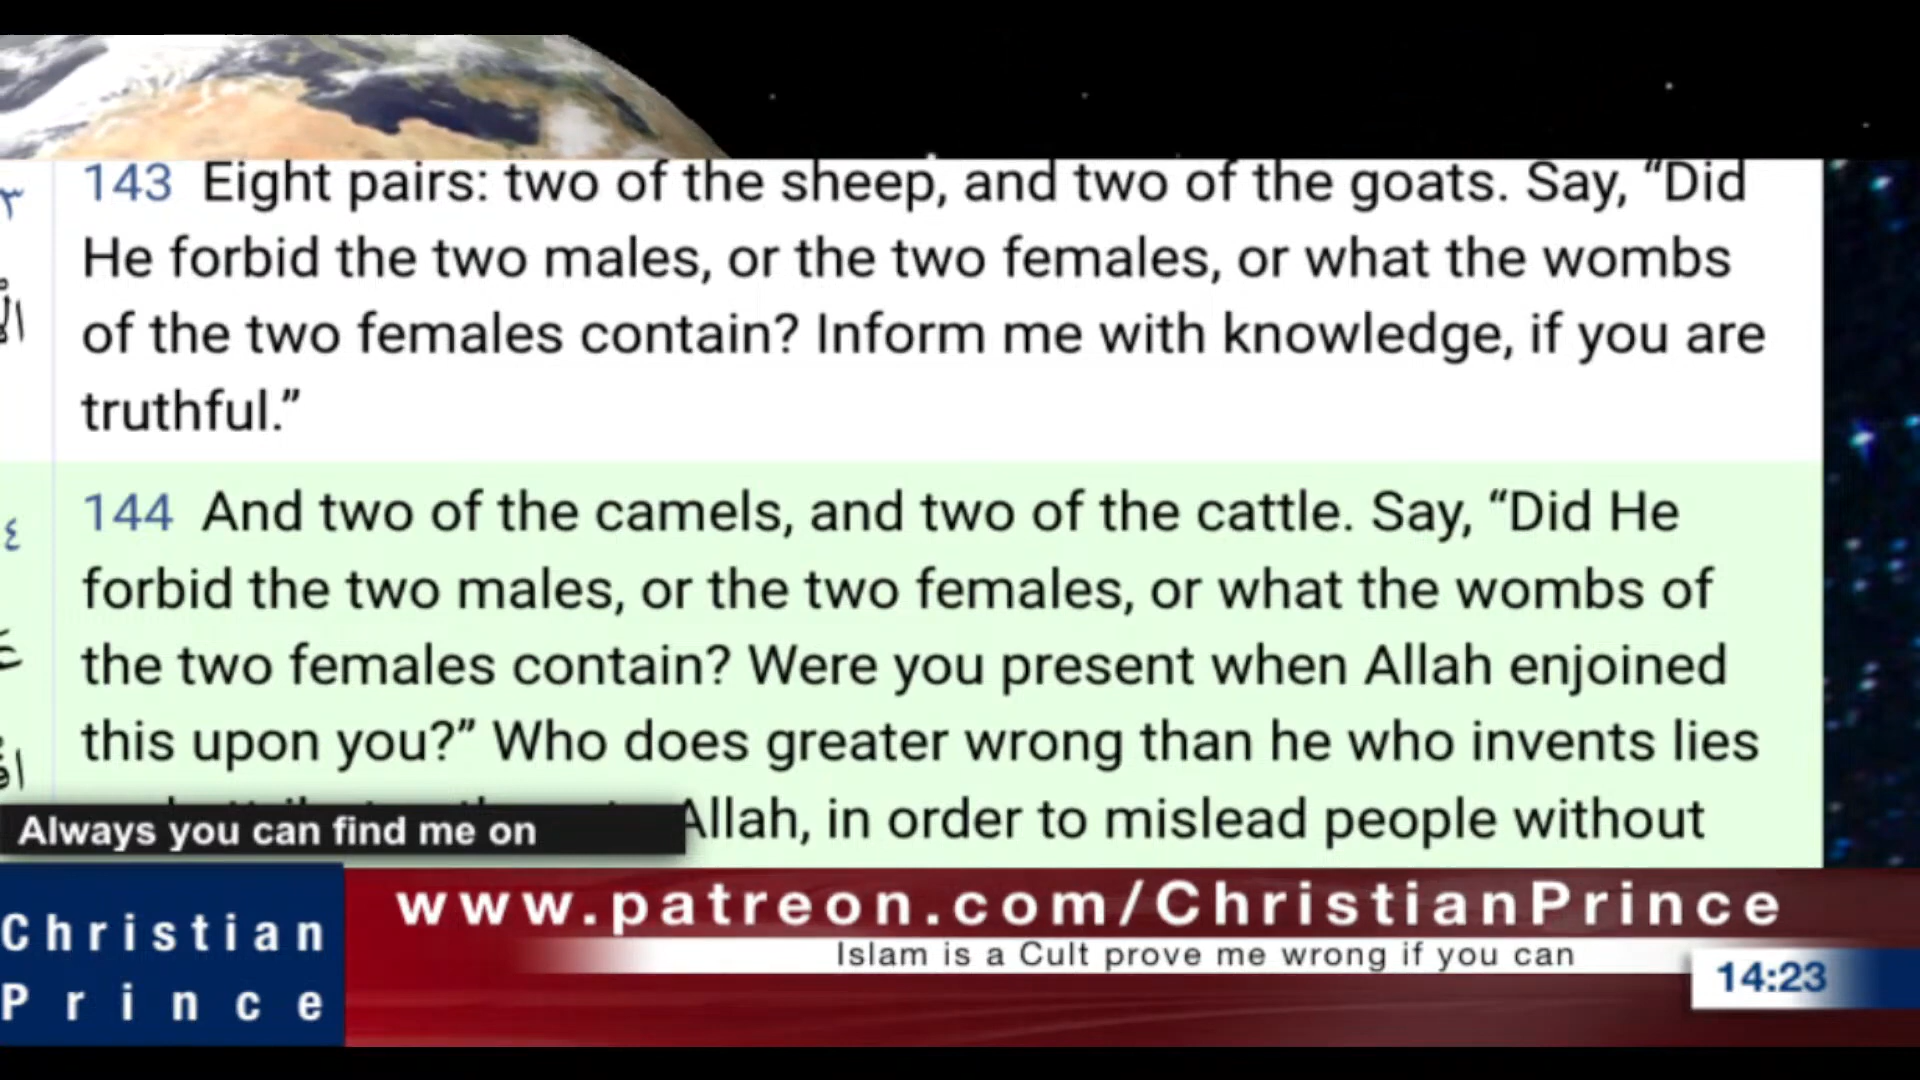 143 Eight pairs: two of the sheep, and two of the goats. Say, “Did
He forbid the two males, or the two females, or what the wombs
of the two females contain? Inform me with knowledge, if you are
truthful.”
144 And two of the camels, and two of the cattle. Say, “Did He
forbid the two males, or the two females, or what the wombs of
the two females contain? Were you present when Allah enjoined
this upon you?” Who does greater wrong than he who invents lies
Allah, in order to mislead people without
Always you can find me on
www.patreon.com/ChristianPrince
Islam is a Cult prove me wrong if you can
Christian
Prince
14:23